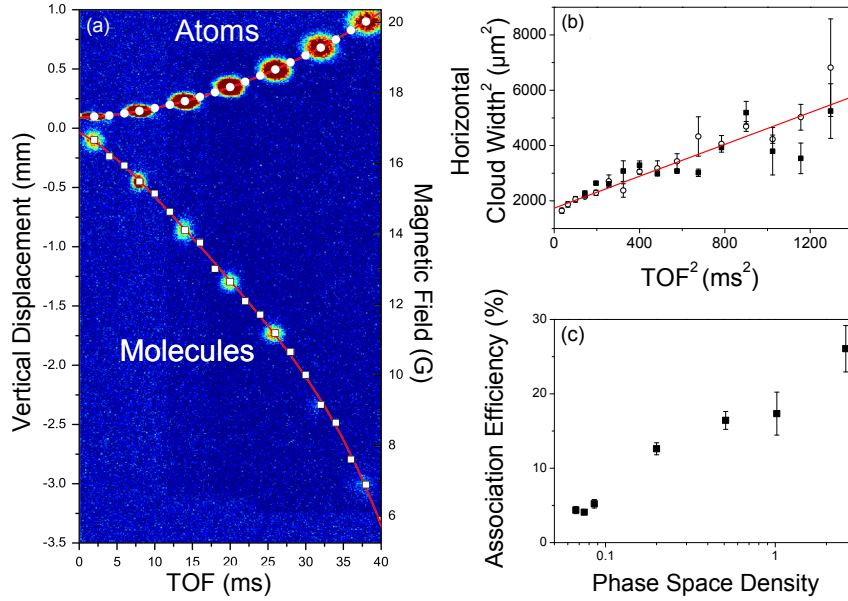 (a)
Atoms
Molecules
1.0
0.5
0.0
-0.5
-1.0
-1.5
-2.0
-2.5
-3.0
-3.5
Vertical Displacement (mm)
0 5 10 15 20 25 30 35 40
TOF (ms)
20
18
16
14
12
10
8
6
Magnetic Field (G)
(b)
Horizontal
Cloud Width² (μm²)
8000
6000
4000
2000
0 400 800 1200
TOF² (ms²)
(c)
Association Efficiency (%)
30
20
10
0
0.1 1
Phase Space Density